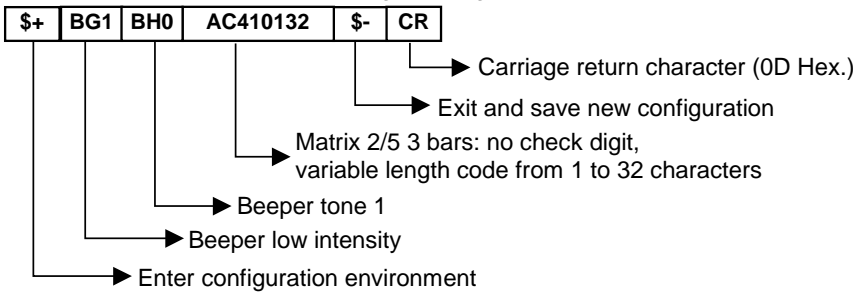 $+ BG1 BH0 AC410132 $- CR
Carriage return character (0D Hex.)
Exit and save new configuration
Matrix 2/5 3 bars: no check digit,
variable length code from 1 to 32 characters
Beeper tone 1
Beeper low intensity
Enter configuration environment